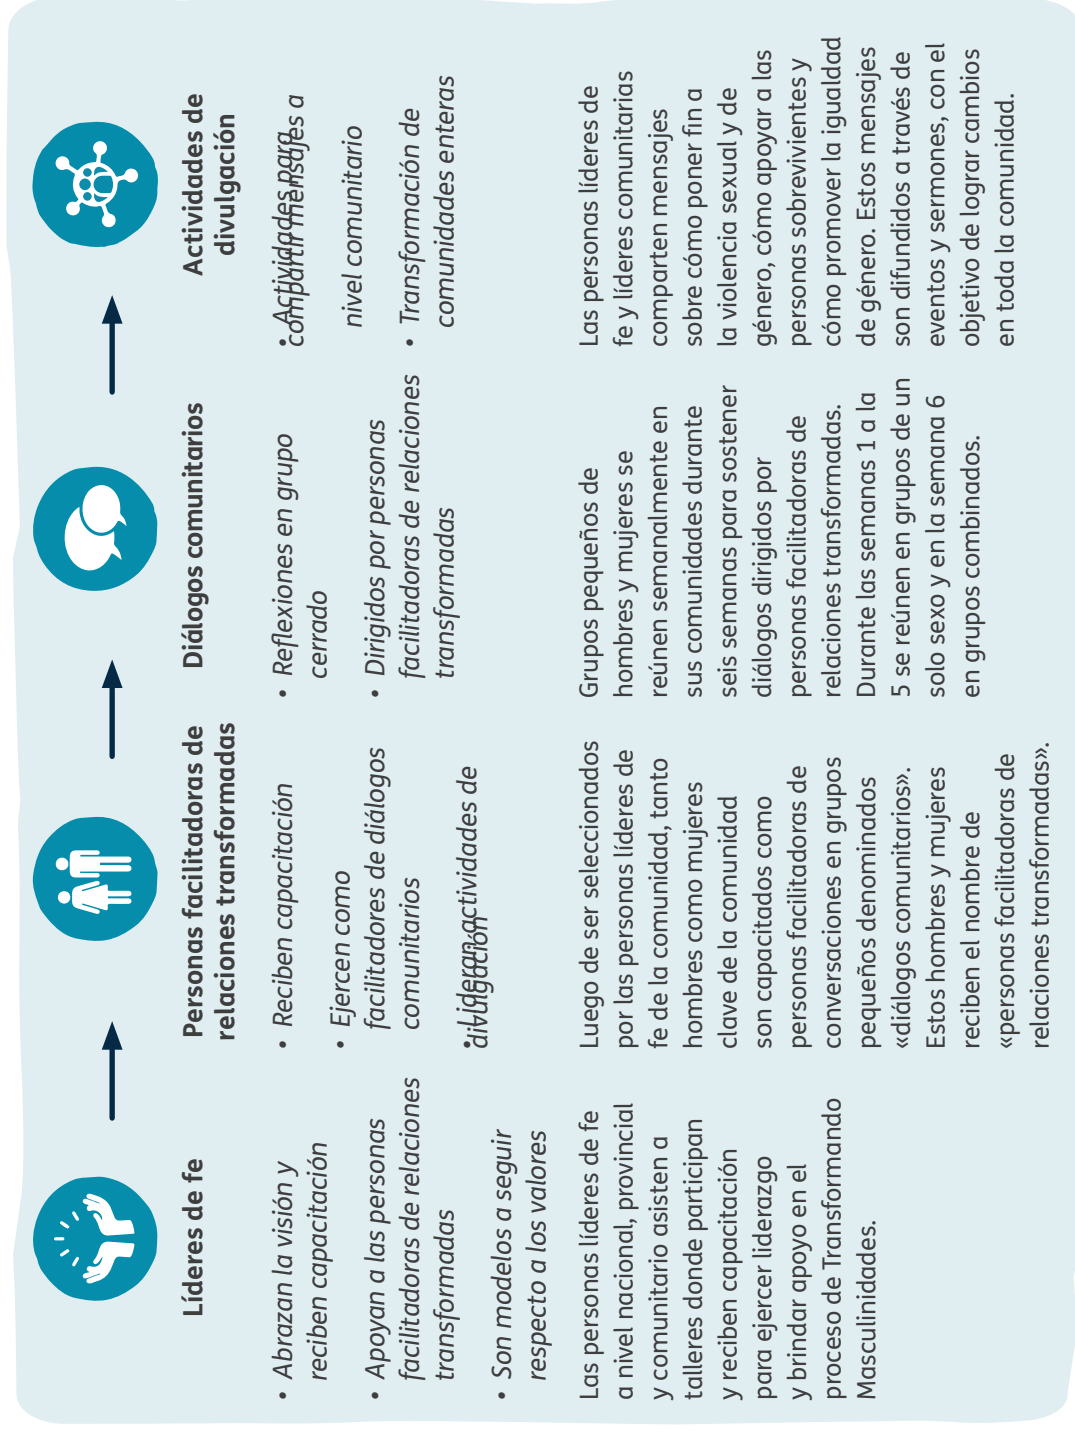 Líderes de fe
• Abrazan la visión y
reciben capacitación
• Apoyan a las personas
facilitadoras de relaciones
transformadas
• Son modelos a seguir
respecto a los valores
Las personas líderes de fe
a nivel nacional, provincial
y comunitario asisten a
talleres donde participan
y reciben capacitación
para ejercer liderazgo
y brindar apoyo en el
proceso de Transformando
Masculinidades.
Personas facilitadoras de
relaciones transformadas
• Reciben capacitación
• Ejercen como
facilitadores de diálogos
comunitarios
• Lideran actividades de
divulgación
Luego de ser seleccionados
por las personas líderes de
fe de la comunidad, tanto
hombres como mujeres
clave de la comunidad
son capacitados como
personas facilitadoras de
conversaciones en grupos
pequeños denominados
«diálogos comunitarios».
Estos hombres y mujeres
reciben el nombre de
«personas facilitadoras de
relaciones transformadas».
Diálogos comunitarios
• Reflexiones en grupo
cerrado
• Dirigidos por personas
facilitadoras de relaciones
transformadas
Grupos pequeños de
hombres y mujeres se
reúnen semanalmente en
sus comunidades durante
seis semanas para sostener
diálogos dirigidos por
personas facilitadoras de
relaciones transformadas.
Durante las semanas 1 a la
5 se reúnen en grupos de un
solo sexo y en la semana 6
en grupos combinados.
Actividades de
divulgación
• Actividades para
compartir mensajes a
nivel comunitario
• Transformación de
comunidades enteras
Las personas líderes de
fe y líderes comunitarias
comparten mensajes
sobre cómo poner fin a
la violencia sexual y de
género, cómo apoyar a las
personas sobrevivientes y
cómo promover la igualdad
de género. Estos mensajes
son difundidos a través de
eventos y sermones, con el
objetivo de lograr cambios
en toda la comunidad.